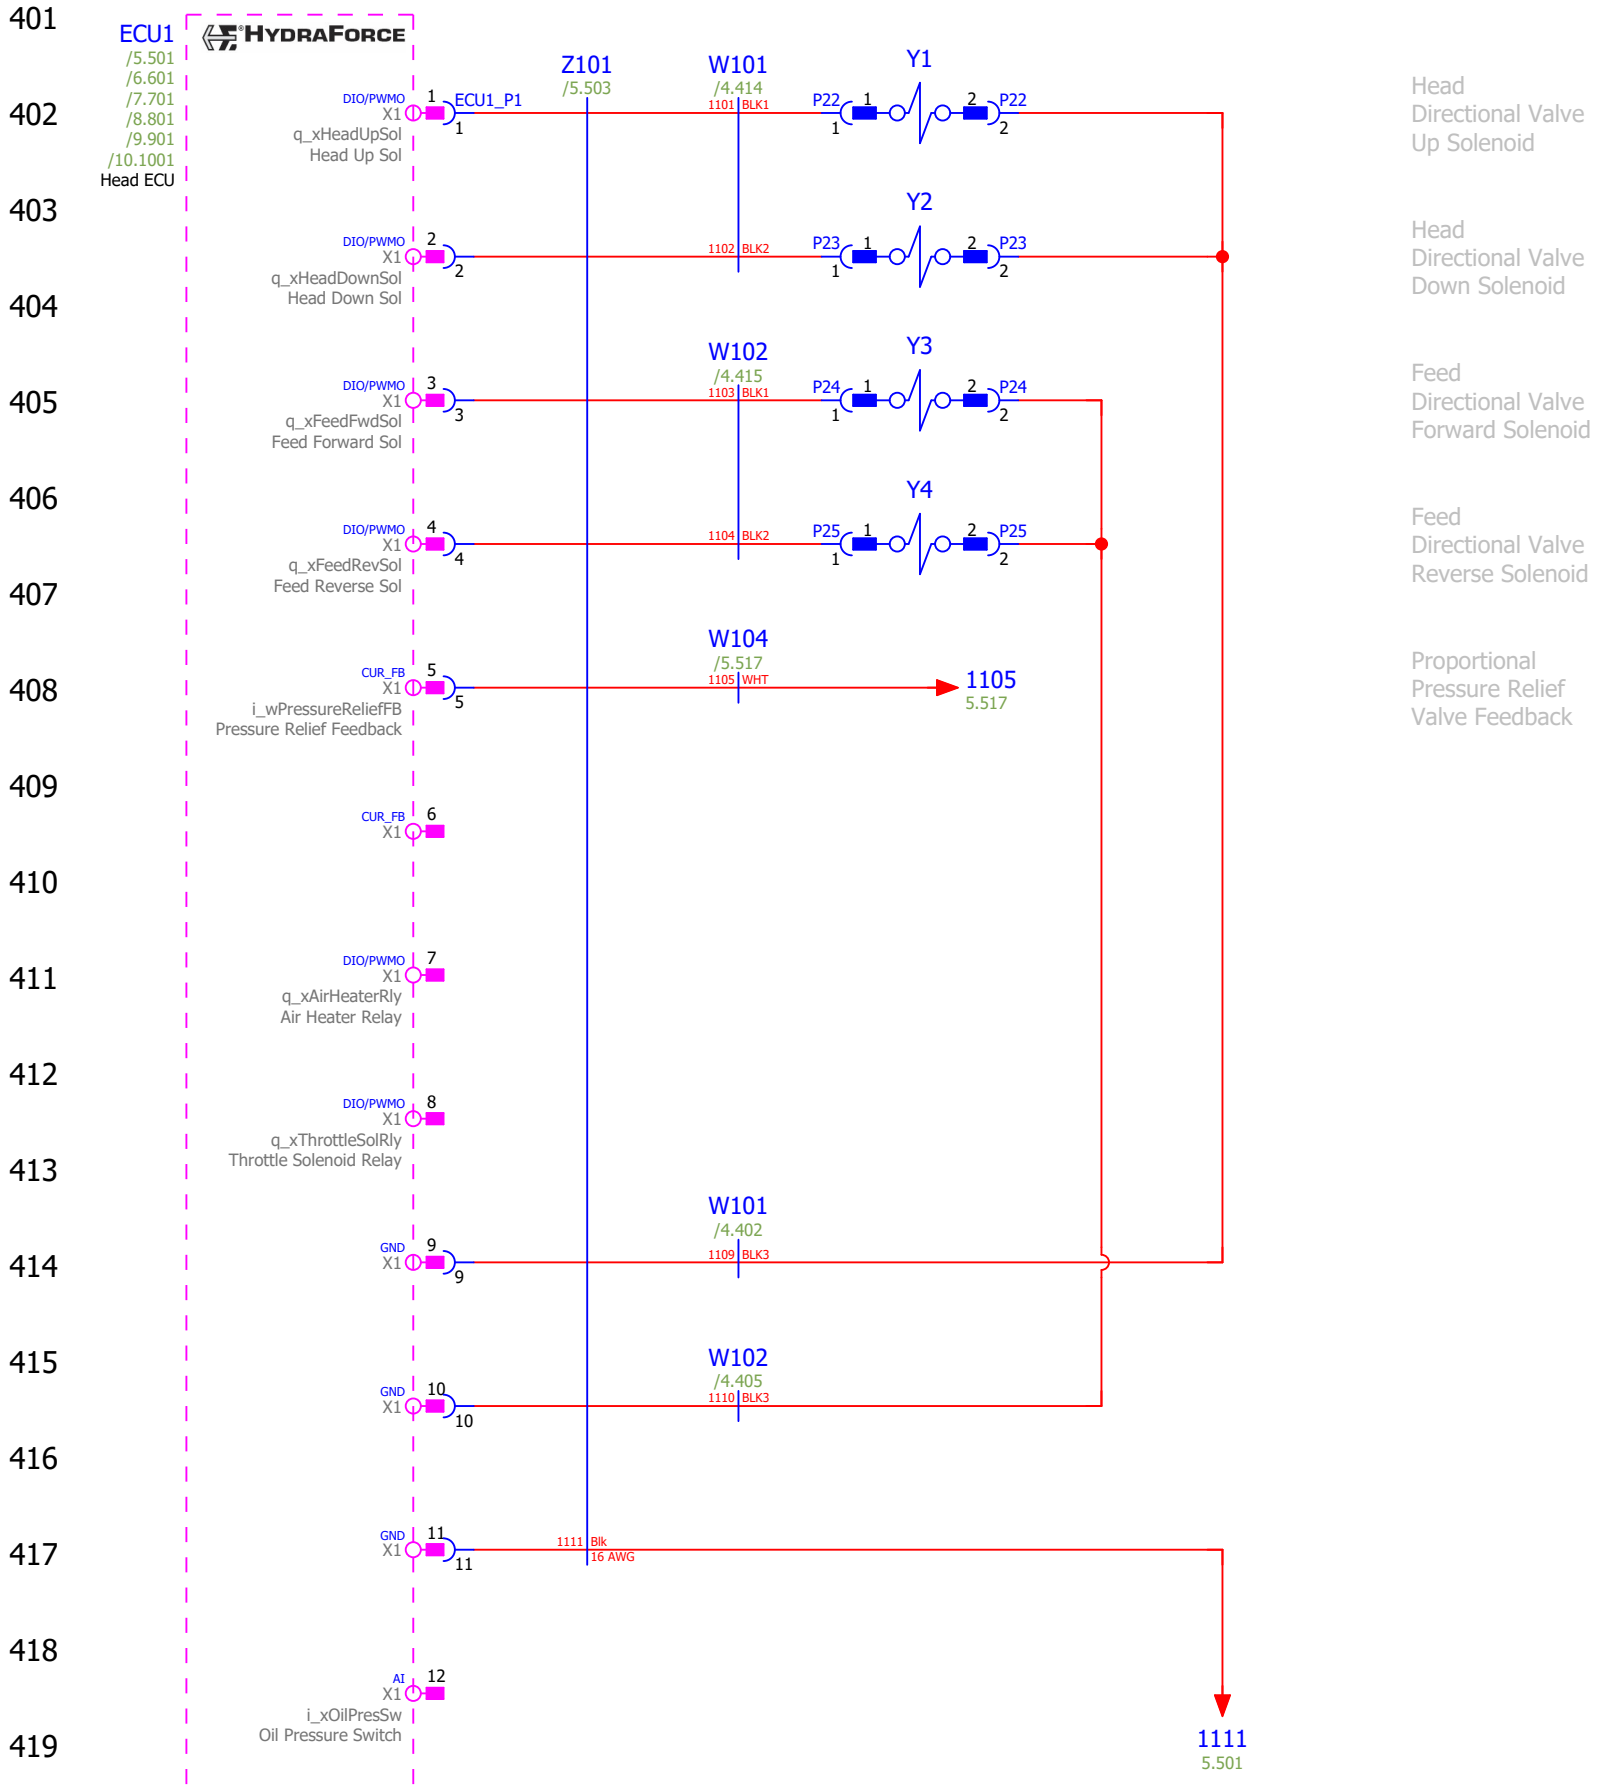 401
ECU1
/5.501
/6.601
/7.701
/8.801
/9.901
/10.1001
Head ECU
HYDRAFORCE
Z101
/5.503
W101
/4.414
Y1
402
DIO/PWMO
X1
1
ECU1_P1
1
q_xHeadUpSol
Head Up Sol
1101 BLK1
P22 1
1
2 P22
2
Head
Directional Valve
Up Solenoid
403
Y2
DIO/PWMO
X1
2
2
q_xHeadDownSol
Head Down Sol
1102 BLK2
P23 1
1
2 P23
2
Head
Directional Valve
Down Solenoid
404
W102
/4.415
Y3
405
DIO/PWMO
X1
3
3
q_xFeedFwdSol
Feed Forward Sol
1103 BLK1
P24 1
1
2 P24
2
Feed
Directional Valve
Forward Solenoid
406
Y4
DIO/PWMO
X1
4
4
q_xFeedRevSol
Feed Reverse Sol
1104 BLK2
P25 1
1
2 P25
2
Feed
Directional Valve
Reverse Solenoid
407
W104
/5.517
408
CUR_FB
X1
5
5
i_wPressureReliefFB
Pressure Relief Feedback
1105 WHT
1105
5.517
Proportional
Pressure Relief
Valve Feedback
409
CUR_FB
X1
6
410
411
DIO/PWMO
X1
7
q_xAirHeaterRly
Air Heater Relay
412
DIO/PWMO
X1
8
q_xThrottleSolRly
Throttle Solenoid Relay
413
W101
/4.402
414
GND
X1
9
9
1109 BLK3
415
W102
/4.405
GND
X1
10
10
1110 BLK3
416
417
GND
X1
11
11
1111 Blk
16 AWG
418
AI
X1
12
i_xOilPresSw
Oil Pressure Switch
419
1111
5.501